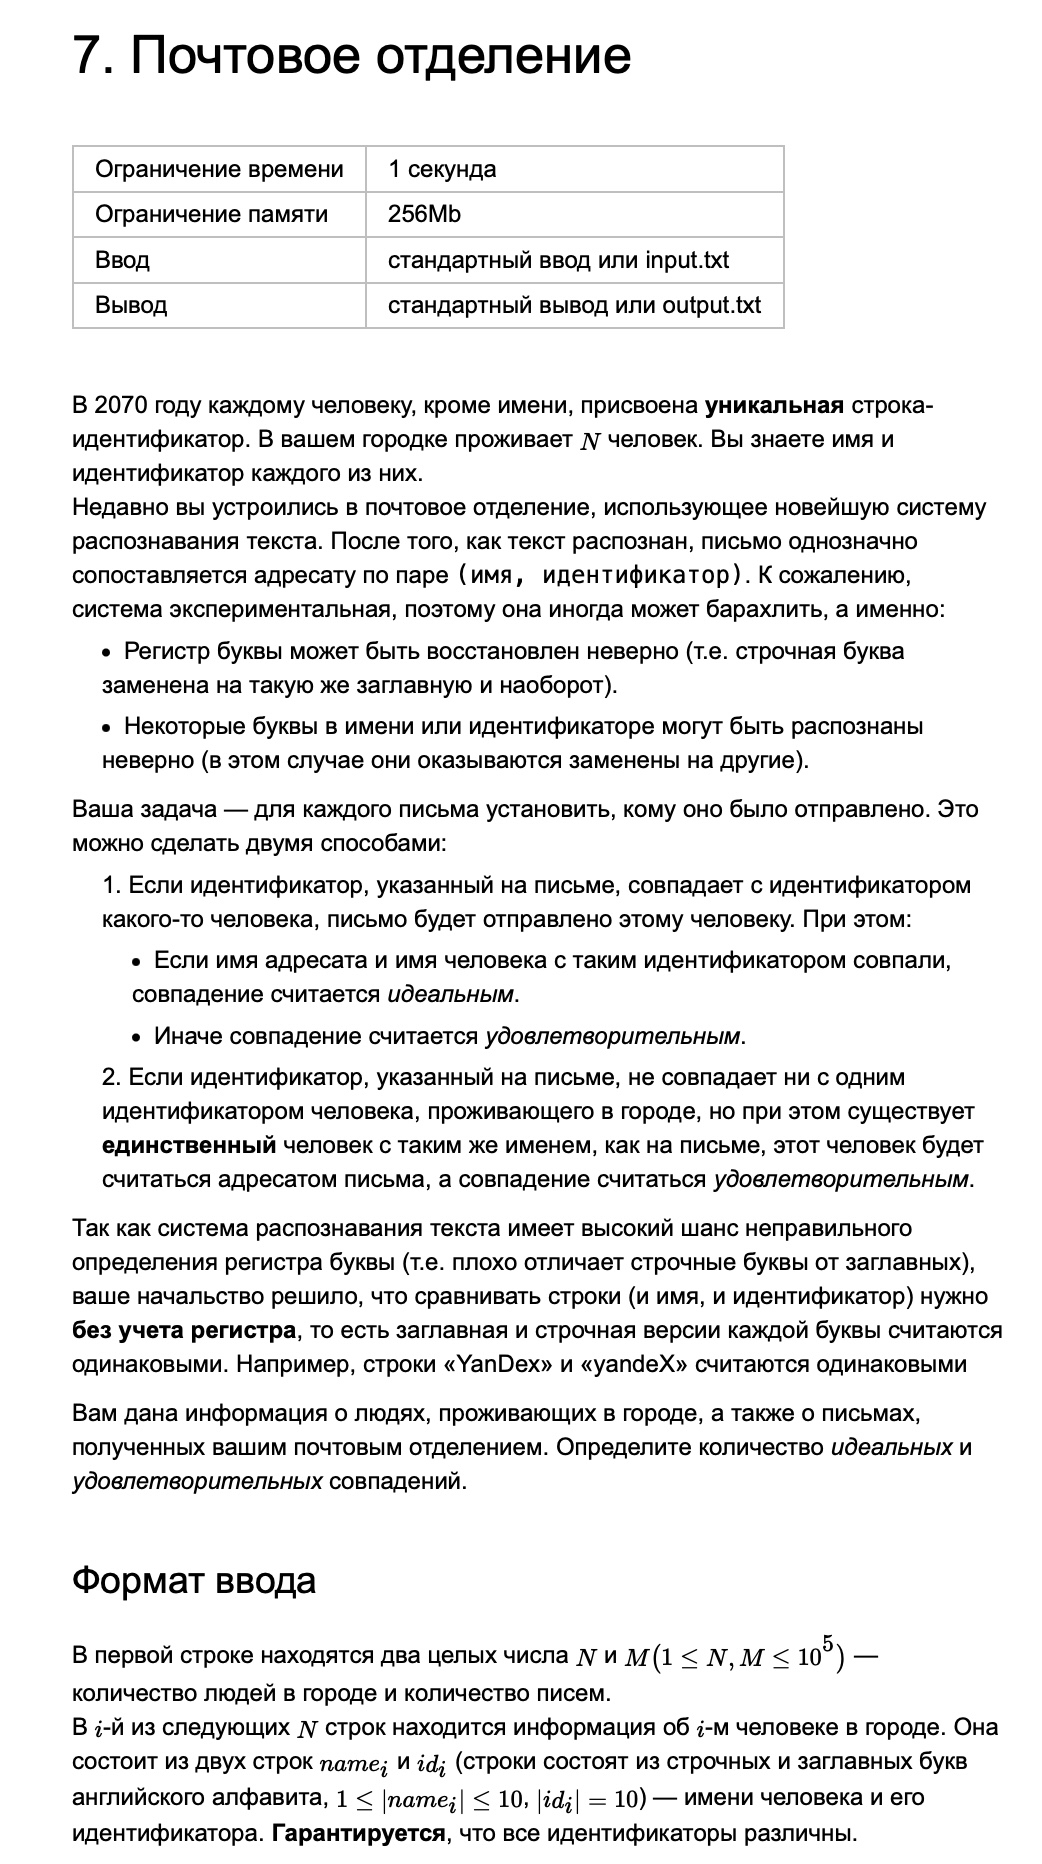 7. Почтовое отделение
Ограничение времени 1 секунда
Ограничение памяти 256Mb
Ввод стандартный ввод или input.txt
Вывод стандартный вывод или output.txt
В 2070 году каждому человеку, кроме имени, присвоена уникальная строка-
идентификатор. В вашем городке проживает N человек. Вы знаете имя и
идентификатор каждого из них.
Недавно вы устроились в почтовое отделение, использующее новейшую систему
распознавания текста. После того, как текст распознан, письмо однозначно
сопоставляется адресату по паре (имя, идентификатор). К сожалению,
система экспериментальная, поэтому она иногда может барахлить, а именно:
• Регистр буквы может быть восстановлен неверно (т.е. строчная буква
заменена на такую же заглавную и наоборот).
• Некоторые буквы в имени или идентификаторе могут быть распознаны
неверно (в этом случае они оказываются заменены на другие).
Ваша задача — для каждого письма установить, кому оно было отправлено. Это
можно сделать двумя способами:
1. Если идентификатор, указанный на письме, совпадает с идентификатором
какого-то человека, письмо будет отправлено этому человеку. При этом:
• Если имя адресата и имя человека с таким идентификатором совпали,
совпадение считается идеальным.
• Иначе совпадение считается удовлетворительным.
2. Если идентификатор, указанный на письме, не совпадает ни с одним
идентификатором человека, проживающего в городе, но при этом существует
единственный человек с таким же именем, как на письме, этот человек будет
считаться адресатом письма, а совпадение считаться удовлетворительным.
Так как система распознавания текста имеет высокий шанс неправильного
определения регистра буквы (т.е. плохо отличает строчные буквы от заглавных),
ваше начальство решило, что сравнивать строки (и имя, и идентификатор) нужно
без учета регистра, то есть заглавная и строчная версии каждой буквы считаются
одинаковыми. Например, строки «YanDex» и «yandeX» считаются одинаковыми
Вам дана информация о людях, проживающих в городе, а также о письмах,
полученных вашим почтовым отделением. Определите количество идеальных и
удовлетворительных совпадений.
Формат ввода
В первой строке находятся два целых числа N и M(1 ≤ N, M ≤ 10⁵) —
количество людей в городе и количество писем.
В i-й из следующих N строк находится информация об i-м человеке в городе. Она
состоит из двух строк nameᵢ и idᵢ (строки состоят из строчных и заглавных букв
английского алфавита, 1 ≤ |nameᵢ| ≤ 10, |idᵢ| = 10) — имени человека и его
идентификатора. Гарантируется, что все идентификаторы различны.